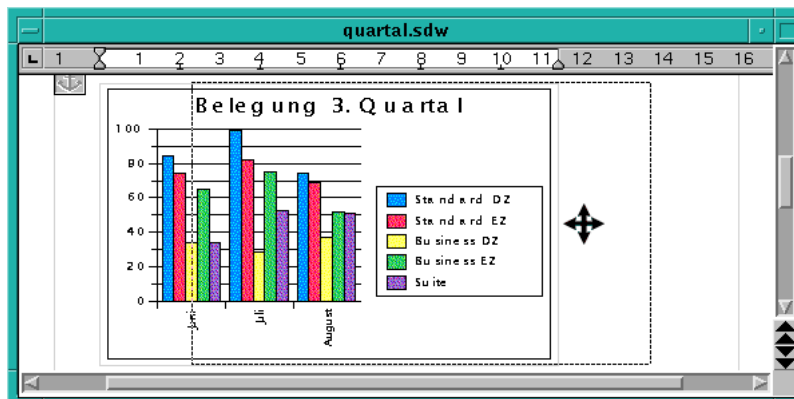 quartal.sdw
1 1 2 3 4 5 6 7 8 9 10 11 12 13 14 15 16
Belegung 3. Quartal
100
80
60
40
20
0
Juni
Juli
August
Standard DZ
Standard EZ
Business DZ
Business EZ
Suite